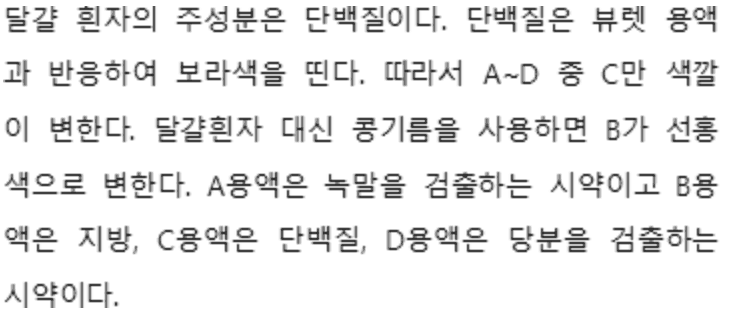 달걀 흰자의 주성분은 단백질이다. 단백질은 뷰렛 용액
과 반응하여 보라색을 띤다. 따라서 A~D 중 C만 색깔
이 변한다. 달걀흰자 대신 콩기름을 사용하면 B가 선홍
색으로 변한다. A용액은 녹말을 검출하는 시약이고 B용
액은 지방, C용액은 단백질, D용액은 당분을 검출하는
시약이다.